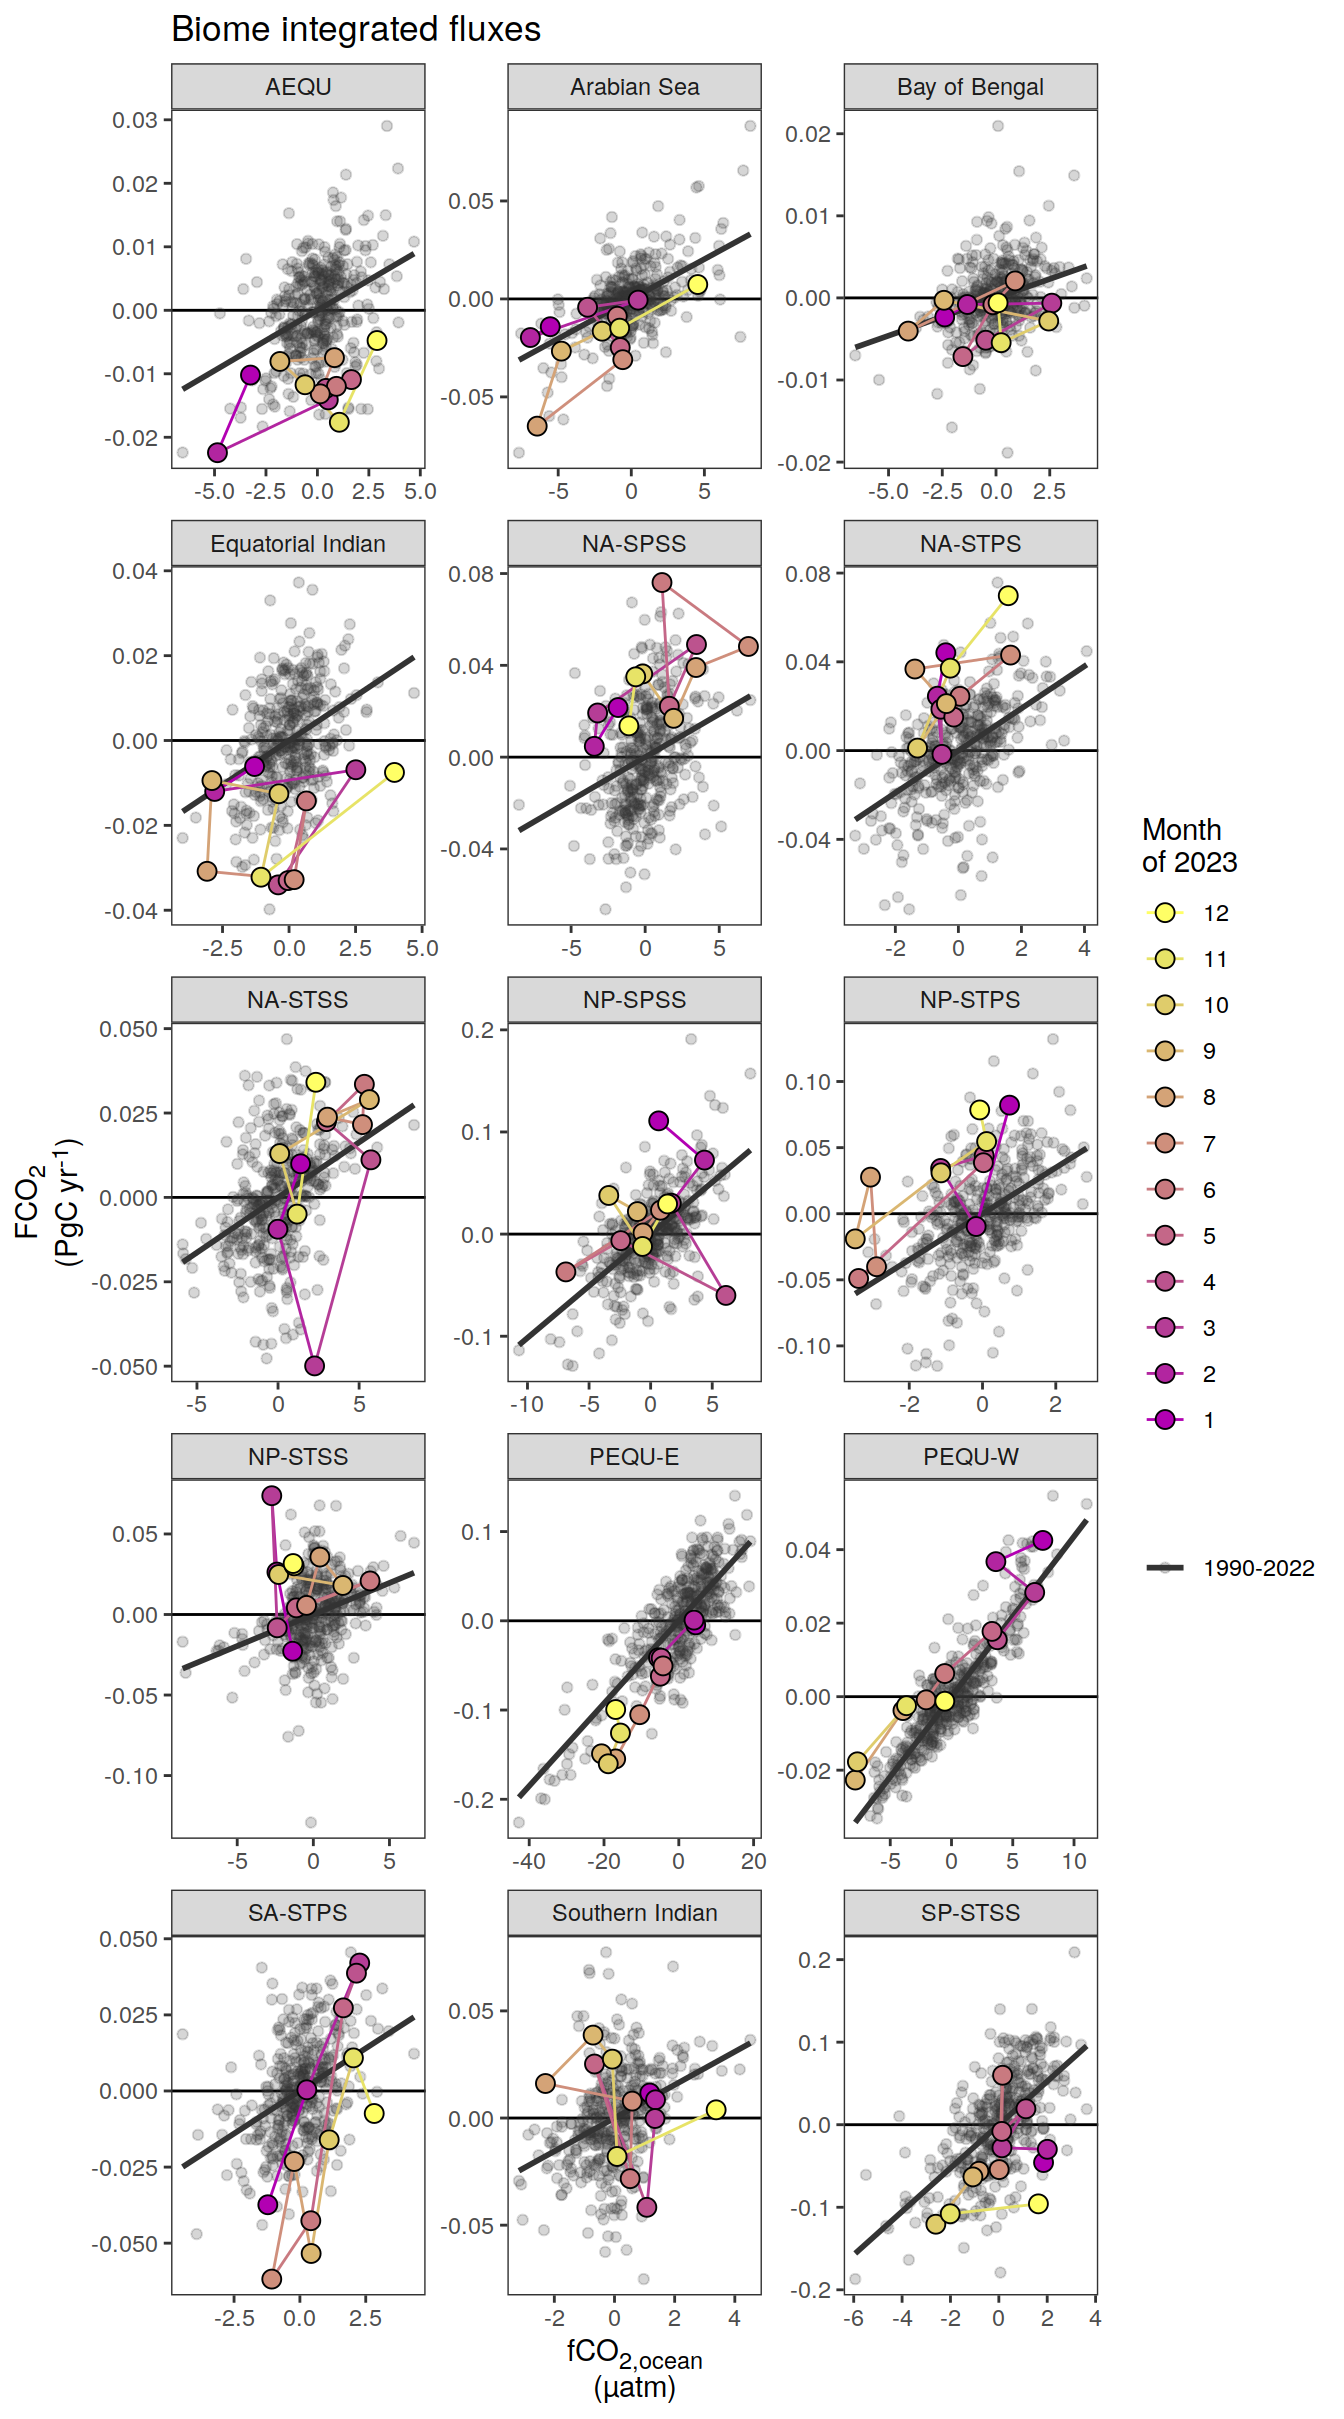 Biome integrated fluxes
AEQU
Arabian Sea
Bay of Bengal
0.03
0.02
0.01
0.00
-0.01
-0.02
0.05
0.00
-0.05
0.02
0.01
0.00
-0.01
-0.02
-5.0 -2.5 0.0 2.5 5.0
-5 0 5
-5.0 -2.5 0.0 2.5
Equatorial Indian
NA-SPSS
NA-STPS
0.04
0.02
0.00
-0.02
-0.04
0.08
0.04
0.00
-0.04
0.08
0.04
0.00
-0.04
-2.5 0.0 2.5 5.0
-5 0 5
-2 0 2 4
NA-STSS
NP-SPSS
NP-STPS
0.050
0.025
0.000
-0.025
-0.050
0.2
0.1
0.0
-0.1
0.10
0.05
0.00
-0.05
-0.10
-5 0 5
-10 -5 0 5
-2 0 2
NP-STSS
PEQU-E
PEQU-W
0.05
0.00
-0.05
-0.10
0.1
0.0
-0.1
-0.2
0.04
0.02
0.00
-0.02
-5 0 5
-40 -20 0 20
-5 0 5 10
SA-STPS
Southern Indian
SP-STSS
0.050
0.025
0.000
-0.025
-0.050
0.05
0.00
-0.05
0.2
0.1
0.0
-0.1
-0.2
-2.5 0.0 2.5
-2 0 2 4
-6 -4 -2 0 2 4
FCO2
(PgC yr-1)
fCO2,ocean
(µatm)
Month
of 2023
12
11
10
9
8
7
6
5
4
3
2
1
1990-2022